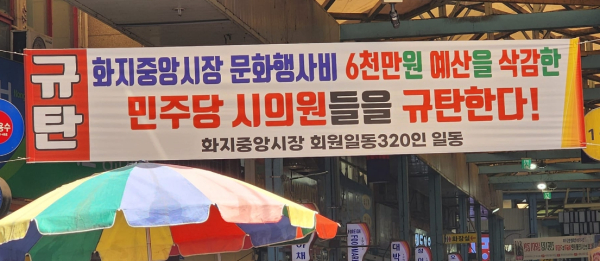 규탄
화지중앙시장 문화행사비 6천만원 예산을 삭감한
민주당 시의원들을 규탄한다!
화지중앙시장 회원일동320인 일동